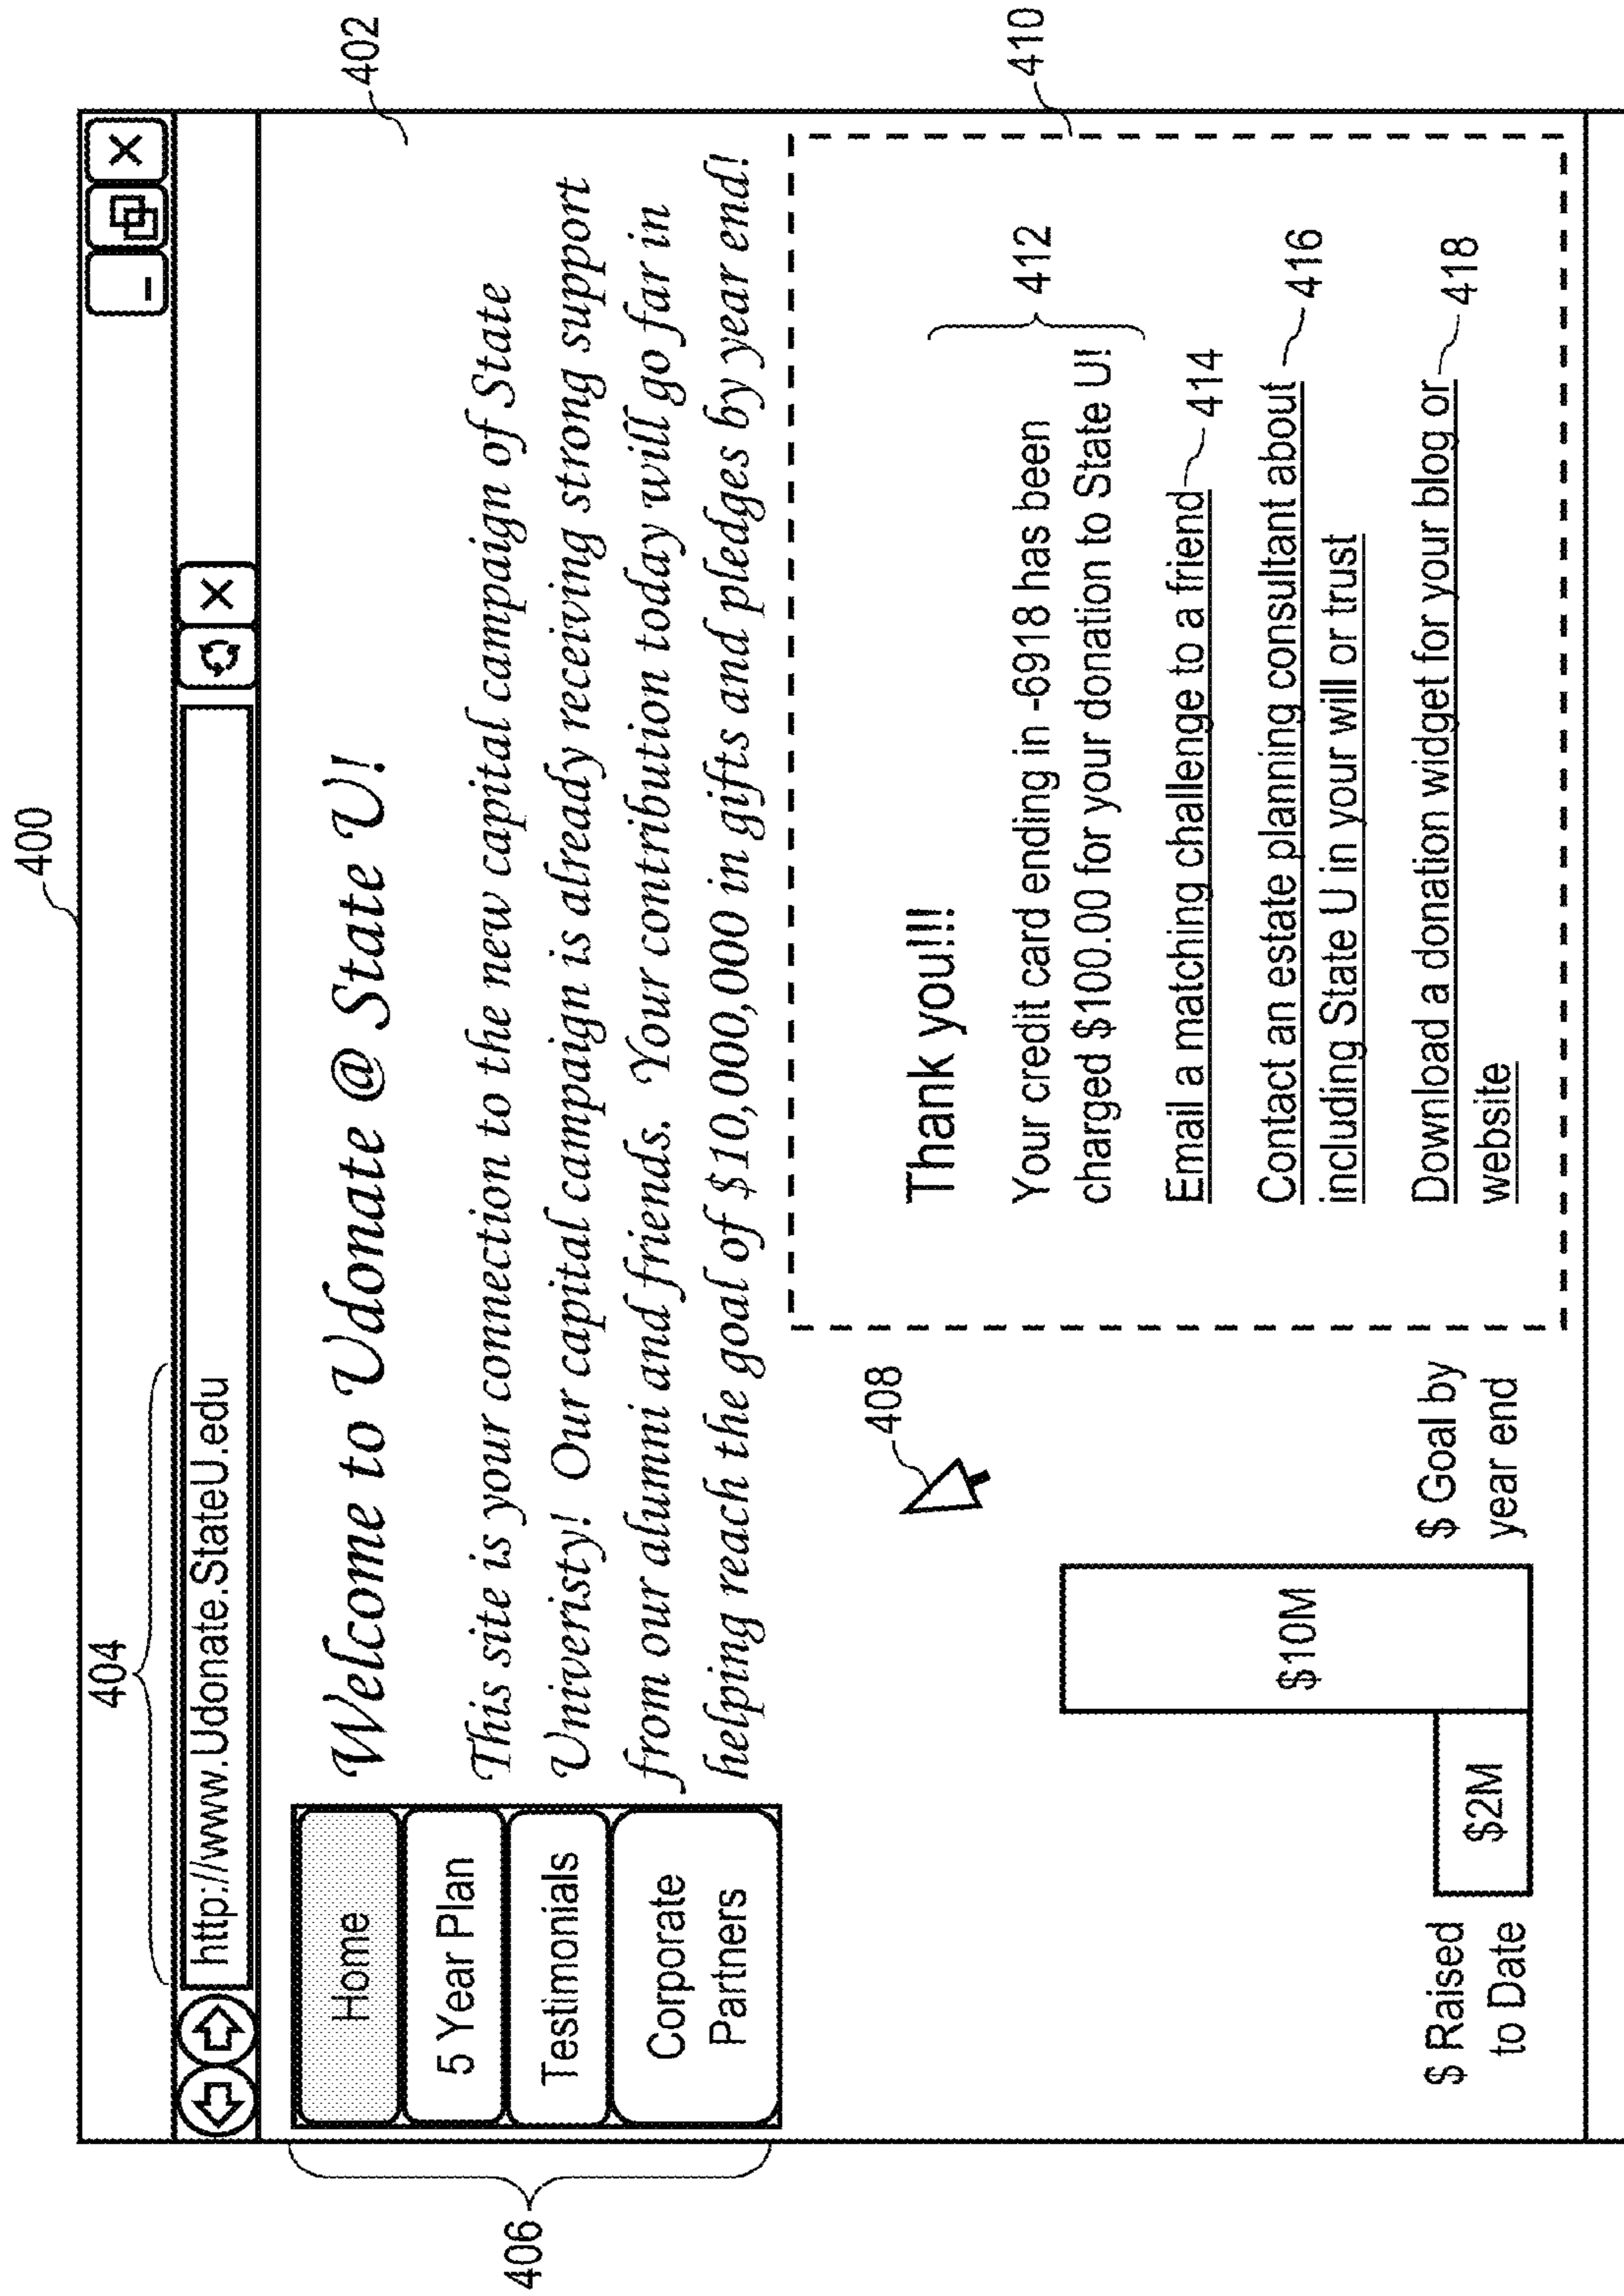 400
404
http://www.Udonate.StateU.edu
402
406
Home
5 Year Plan
Testimonials
Corporate
Partners
Welcome to Udonate @ State U!
This site is your connection to the new capital campaign of State
Univeristy! Our capital campaign is already receiving strong support
from our alumni and friends. Your contribution today will go far in
helping reach the goal of $10,000,000 in gifts and pledges by year end!
408
$ Raised
to Date
$2M
$10M
$ Goal by
year end
410
Thank you!!!
Your credit card ending in -6918 has been
charged $100.00 for your donation to State U!
412
Email a matching challenge to a friend
414
Contact an estate planning consultant about
including State U in your will or trust
416
Download a donation widget for your blog or
website
418